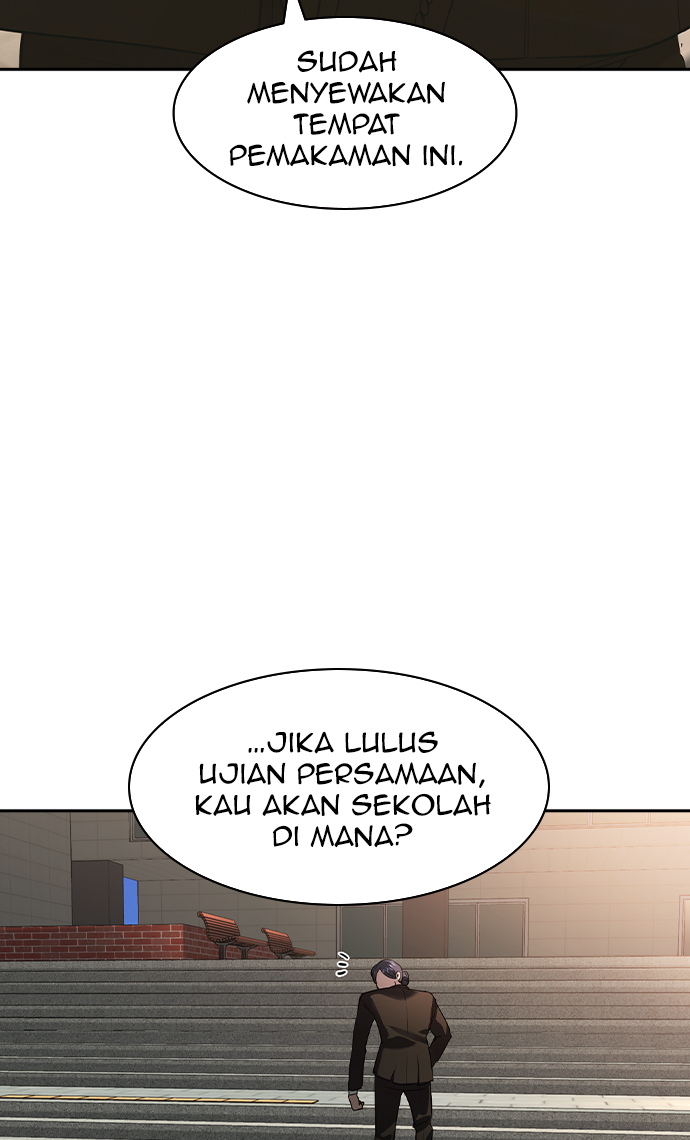 SUDAH
MENYEWAKAN
TEMPAT
PEMAKAMAN INI.
...JIKA LULUS
UJIAN PERSAMAAN,
KAU AKAN SEKOLAH
DI MANA?